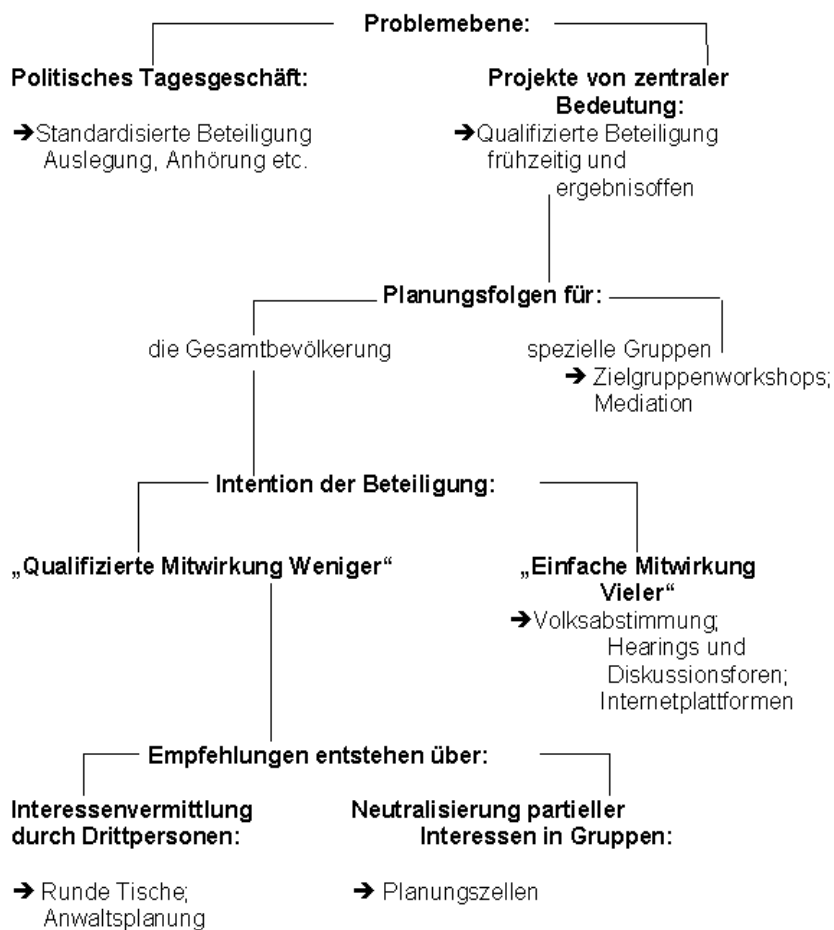 Problemebene:
Politisches Tagesgeschäft:
➔Standardisierte Beteiligung
Auslegung, Anhörung etc.
Projekte von zentraler
Bedeutung:
➔Qualifizierte Beteiligung
frühzeitig und
ergebnisoffen
Planungsfolgen für:
die Gesamtbevölkerung
spezielle Gruppen
➔ Zielgruppenworkshops;
Mediation
Intention der Beteiligung:
„Qualifizierte Mitwirkung Weniger“
„Einfache Mitwirkung
Vieler“
➔Volksabstimmung;
Hearings und
Diskussionsforen;
Internetplattformen
Empfehlungen entstehen über:
Interessenvermittlung
durch Drittpersonen:
➔ Runde Tische;
Anwaltsplanung
Neutralisierung partieller
Interessen in Gruppen:
➔ Planungszellen